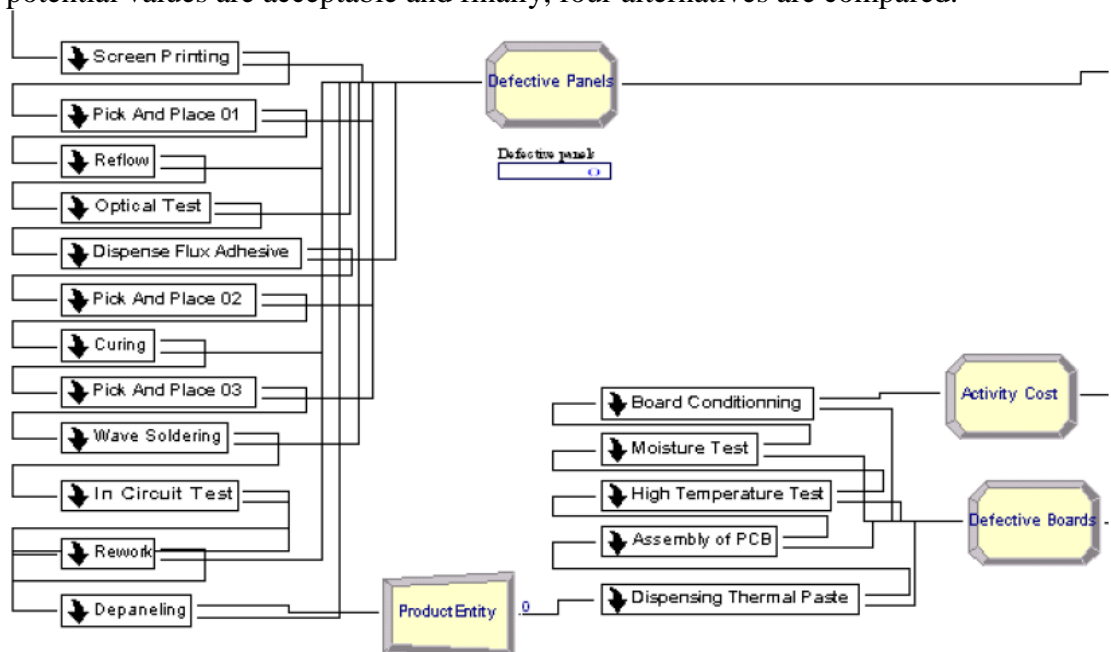 potential values are acceptable and finally, four alternatives are compared.
Screen Printing
Pick And Place 01
Reflow
Optical Test
Dispense Flux Adhesive
Pick And Place 02
Curing
Pick And Place 03
Wave Soldering
In Circuit Test
Rework
Depaneling
Defective Panels
Defective panels
0
Product Entity
0
Board Conditionning
Moisture Test
High Temperature Test
Assembly of PCB
Dispensing Thermal Paste
Activity Cost
Defective Boards